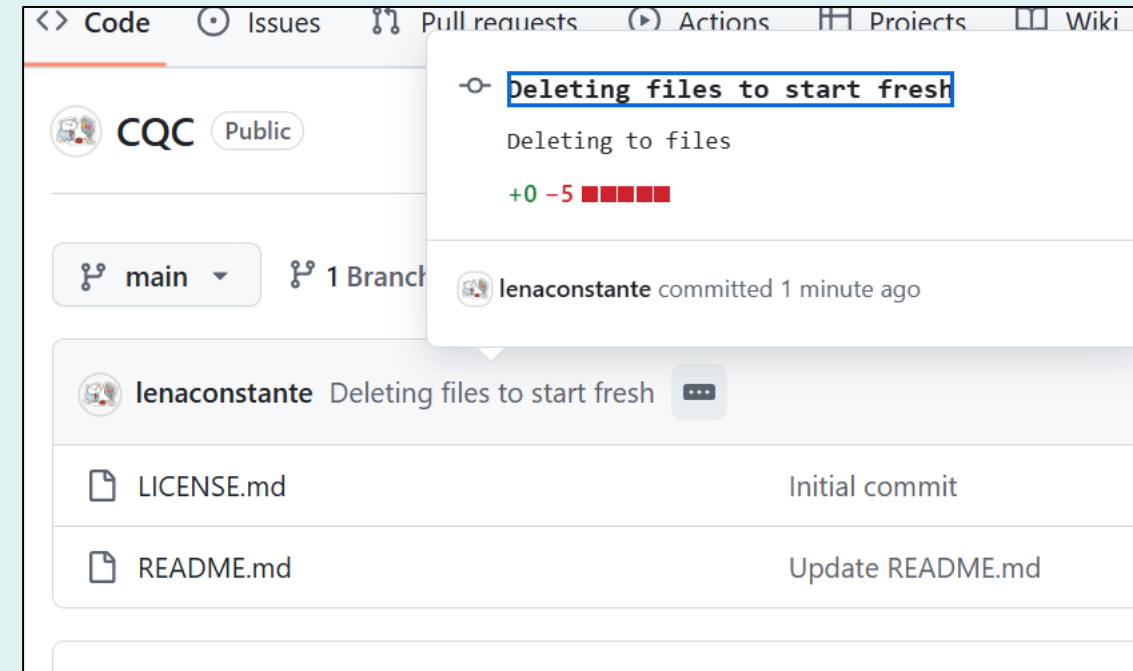 Code Issues Pull requests Actions Projects Wiki
Deleting files to start fresh
Deleting to files
+0 −5
CQC Public
main 1 Branch
lenaconstante committed 1 minute ago
lenaconstante Deleting files to start fresh
LICENSE.md Initial commit
README.md Update README.md